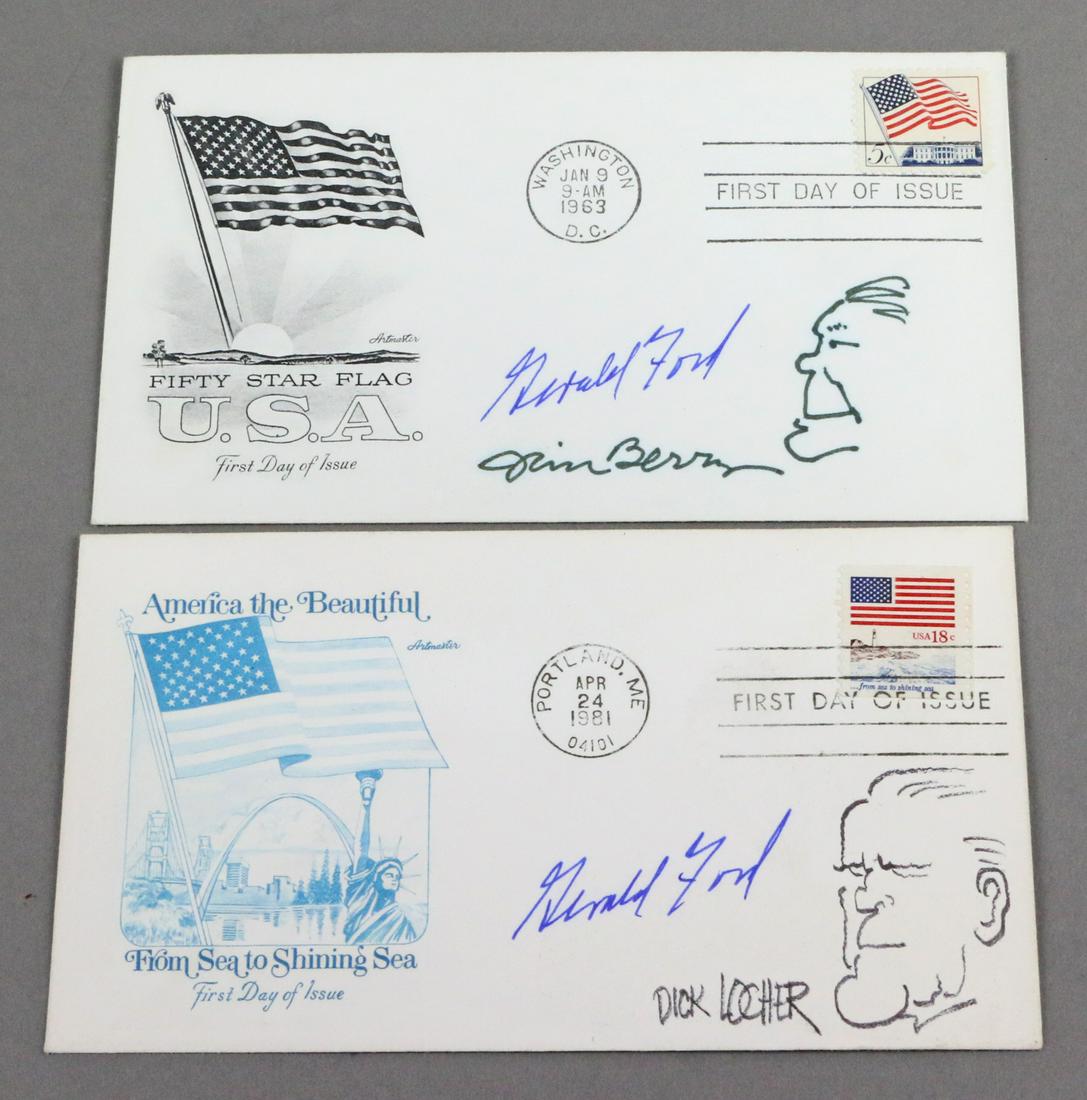 WASHINGTON
JAN 9
9-AM
1963
D.C.
5c
FIRST DAY OF ISSUE
Artmaster
FIFTY STAR FLAG
U.S.A.
First Day of Issue
Gerald Ford
Jim Berry
America the Beautiful
Artmaster
PORTLAND, ME
APR
24
1981
04101
USA 18c
...from sea to shining sea
FIRST DAY OF ISSUE
Gerald Ford
From Sea to Shining Sea
First Day of Issue
DICK LOCHER